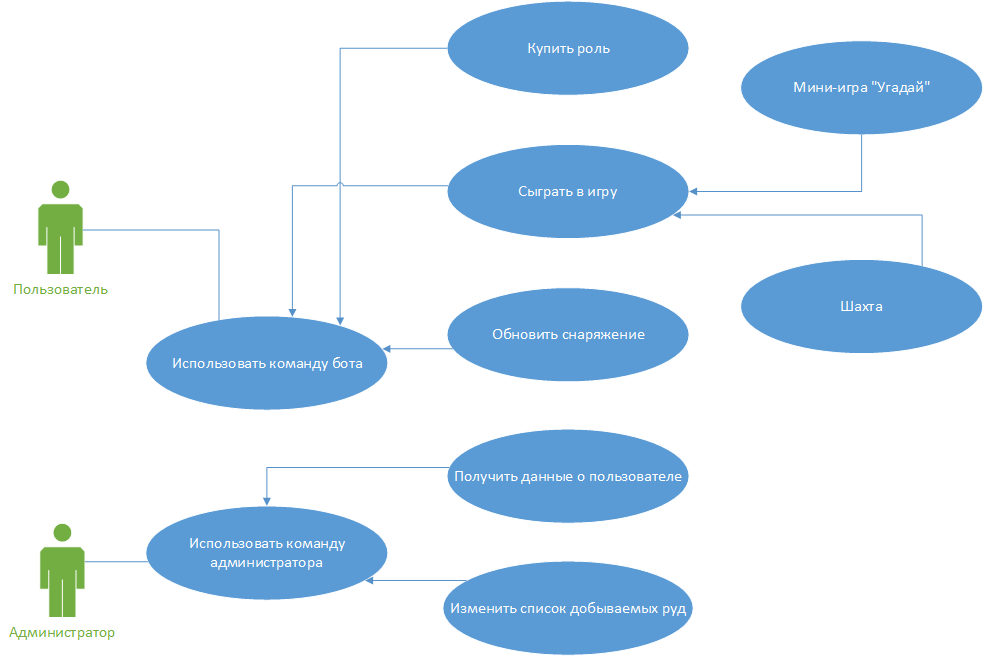 Купить роль
Мини-игра "Угадай"
Сыграть в игру
Пользователь
Шахта
Обновить снаряжение
Использовать команду бота
Получить данные о пользователе
Использовать команду
администратора
Изменить список добываемых руд
Администратор